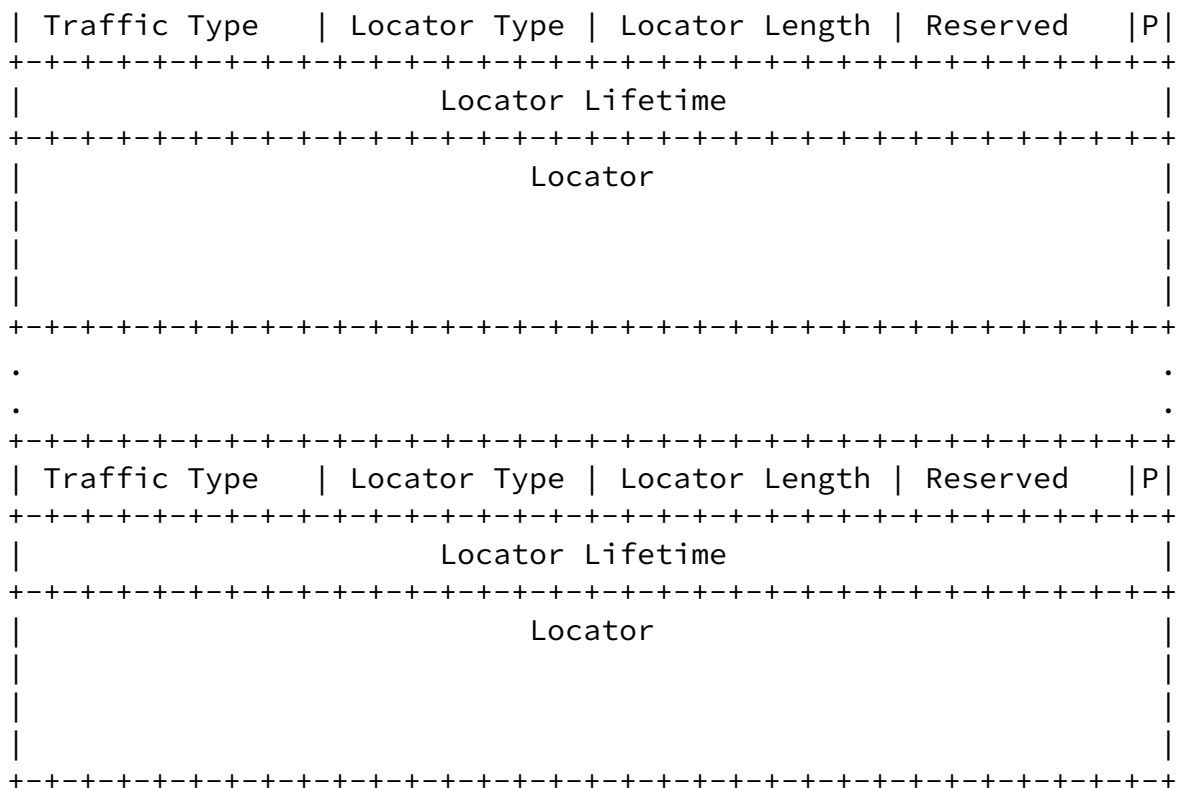 | Traffic Type   | Locator Type | Locator Length | Reserved   |P|
+-+-+-+-+-+-+-+-+-+-+-+-+-+-+-+-+-+-+-+-+-+-+-+-+-+-+-+-+-+-+-+-+
|                       Locator Lifetime                        |
+-+-+-+-+-+-+-+-+-+-+-+-+-+-+-+-+-+-+-+-+-+-+-+-+-+-+-+-+-+-+-+-+
|                            Locator                            |
|                                                               |
|                                                               |
|                                                               |
+-+-+-+-+-+-+-+-+-+-+-+-+-+-+-+-+-+-+-+-+-+-+-+-+-+-+-+-+-+-+-+-+
.                                                               .
.                                                               .
+-+-+-+-+-+-+-+-+-+-+-+-+-+-+-+-+-+-+-+-+-+-+-+-+-+-+-+-+-+-+-+-+
| Traffic Type   | Locator Type | Locator Length | Reserved   |P|
+-+-+-+-+-+-+-+-+-+-+-+-+-+-+-+-+-+-+-+-+-+-+-+-+-+-+-+-+-+-+-+-+
|                       Locator Lifetime                        |
+-+-+-+-+-+-+-+-+-+-+-+-+-+-+-+-+-+-+-+-+-+-+-+-+-+-+-+-+-+-+-+-+
|                            Locator                            |
|                                                               |
|                                                               |
|                                                               |
+-+-+-+-+-+-+-+-+-+-+-+-+-+-+-+-+-+-+-+-+-+-+-+-+-+-+-+-+-+-+-+-+